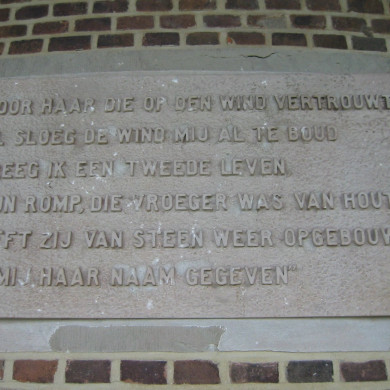 OOR HAAR DIE OP DEN WIND VERTROUWT
SLOEG DE WIND MIJ AL TE BOUD
REEG IK EEN TWEEDE LEVEN.
ROMP, DIE VROEGER WAS VAN HOUT
FT ZIJ VAN STEEN WEER OPGEBOUW
MIJ HAAR NAAM GEGEVEN"